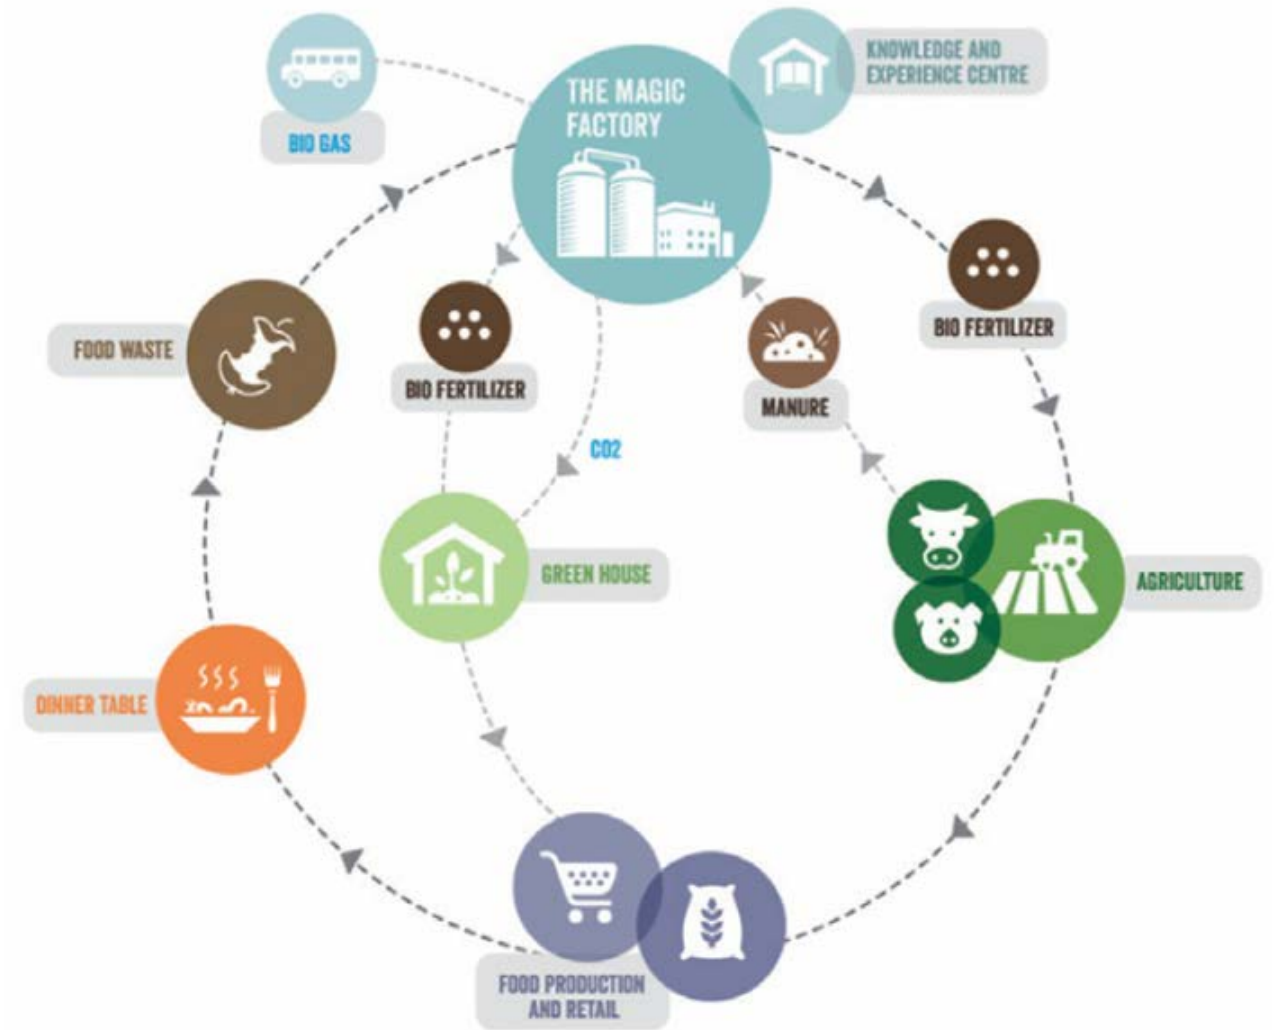 THE MAGIC
FACTORY
KNOWLEDGE AND
EXPERIENCE CENTRE
BIO GAS
BIO FERTILIZER
FOOD WASTE
BIO FERTILIZER
MANURE
CO2
GREEN HOUSE
AGRICULTURE
DINNER TABLE
FOOD PRODUCTION
AND RETAIL